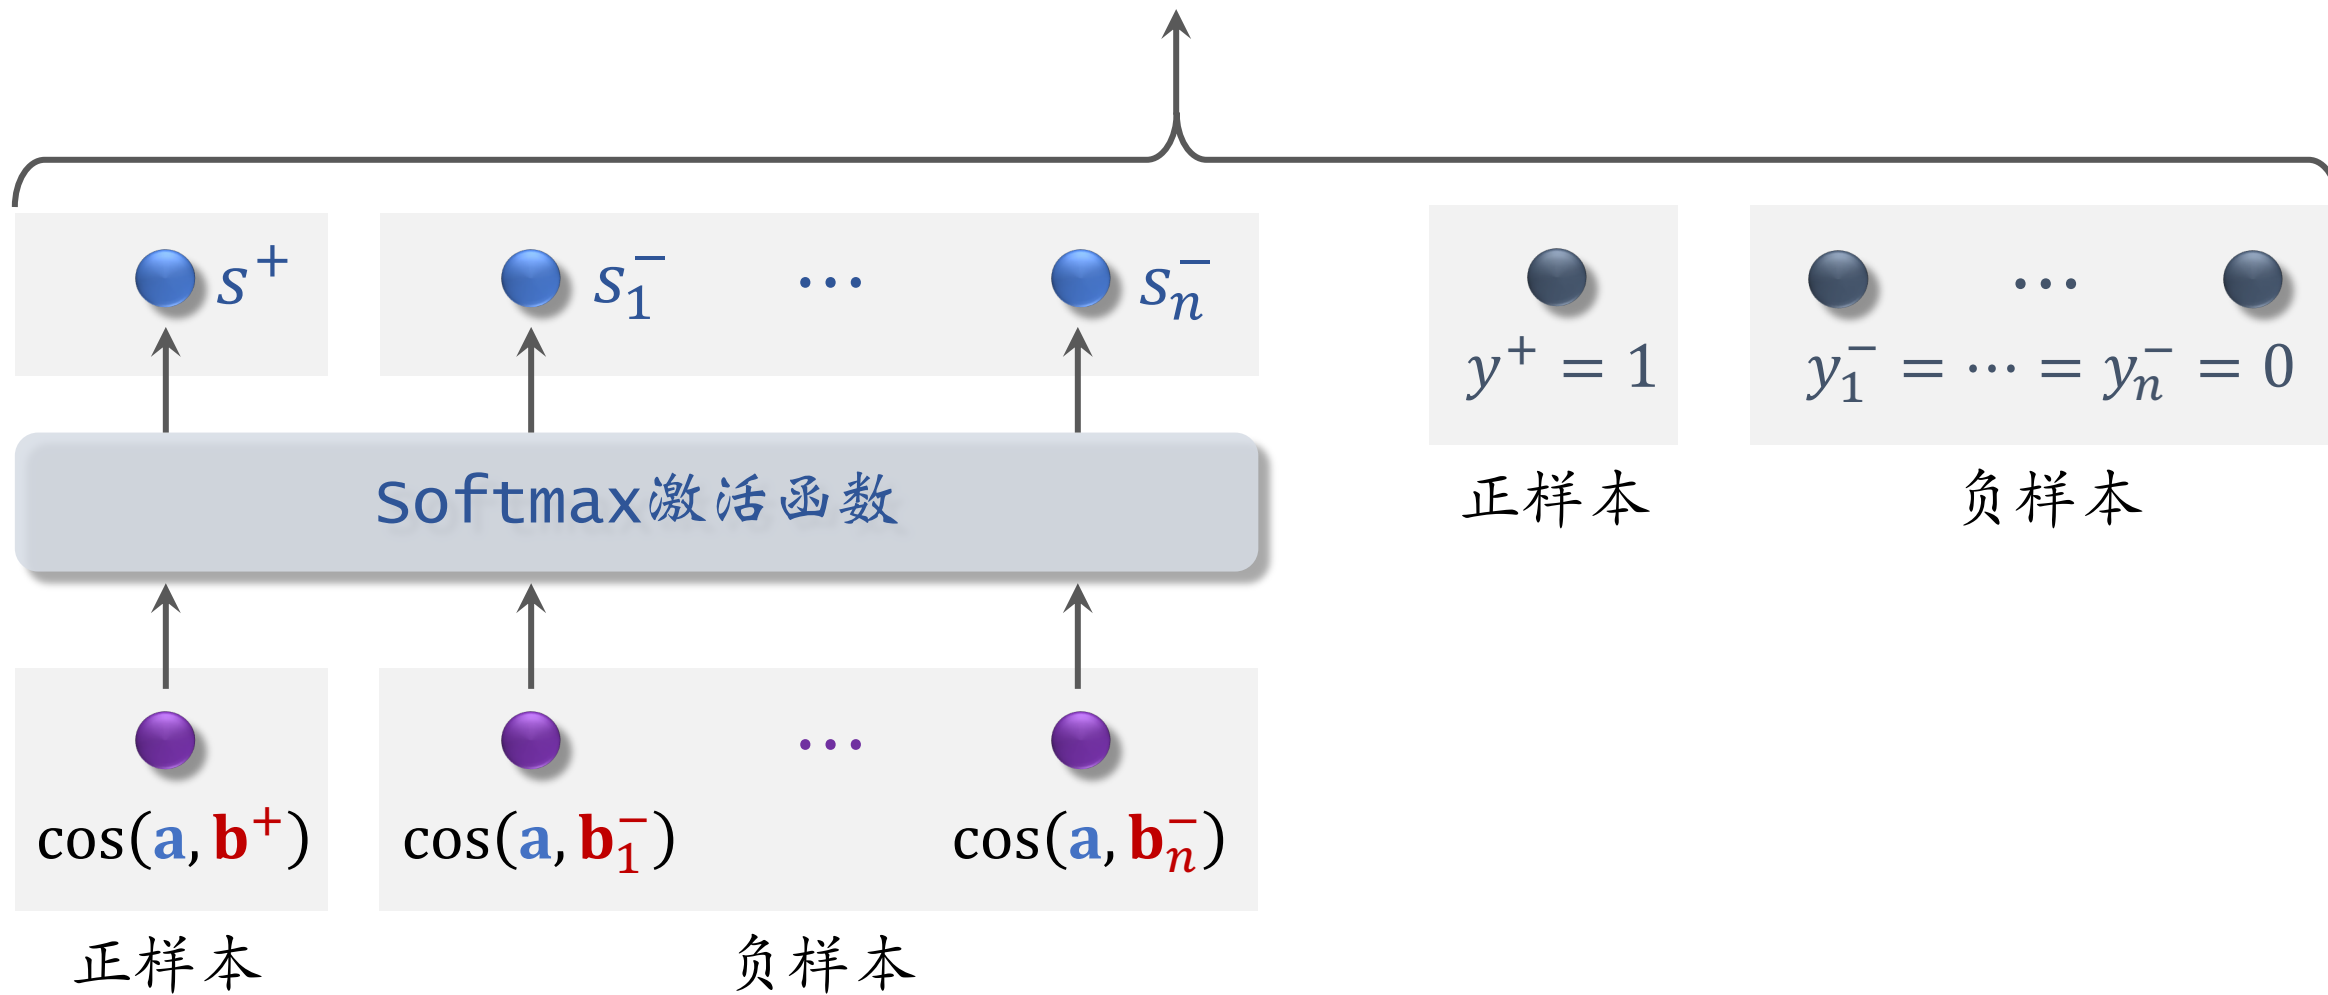 s⁺ s₁⁻ ⋯ sₙ⁻ ⋯
y⁺ = 1 y₁⁻ = ⋯ = yₙ⁻ = 0
Softmax激活函数
正样本 负样本
⋯
cos(a, b⁺) cos(a, b₁⁻) cos(a, bₙ⁻)
正样本 负样本